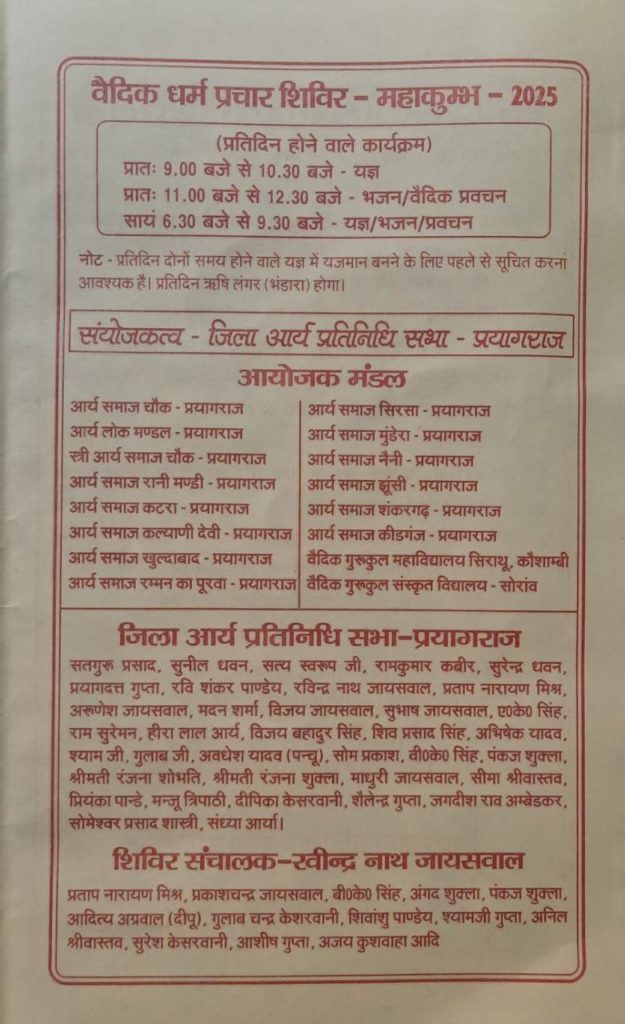 वैदिक धर्म प्रचार शिविर – महाकुम्भ – 2025
(प्रतिदिन होने वाले कार्यक्रम)
प्रातः 9.00 बजे से 10.30 बजे - यज्ञ
प्रातः 11.00 बजे से 12.30 बजे - भजन/वैदिक प्रवचन
सायं 6.30 बजे से 9.30 बजे - यज्ञ/भजन/प्रवचन
नोट - प्रतिदिन दोनों समय होने वाले यज्ञ में यजमान बनने के लिए पहले से सूचित करना
आवश्यक है। प्रतिदिन ऋषि लंगर (भंडारा) होगा।
संयोजकत्व - जिला आर्य प्रतिनिधि सभा - प्रयागराज
आयोजक मंडल
आर्य समाज चौक - प्रयागराज
आर्य लोक मण्डल - प्रयागराज
स्त्री आर्य समाज चौक - प्रयागराज
आर्य समाज रानी मण्डी - प्रयागराज
आर्य समाज कटरा - प्रयागराज
आर्य समाज कल्याणी देवी - प्रयागराज
आर्य समाज खुल्दाबाद - प्रयागराज
आर्य समाज रम्मन का पूरवा - प्रयागराज
आर्य समाज सिरसा - प्रयागराज
आर्य समाज मुंडेरा - प्रयागराज
आर्य समाज नैनी - प्रयागराज
आर्य समाज झूंसी - प्रयागराज
आर्य समाज शंकरगढ़ - प्रयागराज
आर्य समाज कीडगंज - प्रयागराज
वैदिक गुरूकुल महाविद्यालय सिराथू, कौशाम्बी
वैदिक गुरूकुल संस्कृत विद्यालय - सोरांव
जिला आर्य प्रतिनिधि सभा–प्रयागराज
सतगुरू प्रसाद, सुनील धवन, सत्य स्वरूप जी, रामकुमार कबीर, सुरेन्द्र धवन,
प्रयागदत्त गुप्ता, रवि शंकर पाण्डेय, रविन्द्र नाथ जायसवाल, प्रताप नारायण मिश्र,
अरूणेश जायसवाल, मदन शर्मा, विजय जायसवाल, सुभाष जायसवाल, ए०के० सिंह,
राम सुरेमन, हीरा लाल आर्य, विजय बहादुर सिंह, शिव प्रसाद सिंह, अभिषेक यादव,
श्याम जी, गुलाब जी, अवधेश यादव (पन्चू), सोम प्रकाश, वी०के० सिंह, पंकज शुक्ला,
श्रीमती रंजना शोभति, श्रीमती रंजना शुक्ला, माधुरी जायसवाल, सीमा श्रीवास्तव,
प्रियंका पान्डे, मन्जू त्रिपाठी, दीपिका केसरवानी, शैलेन्द्र गुप्ता, जगदीश राव अम्बेडकर,
सोमेश्वर प्रसाद शास्त्री, संध्या आर्या।
शिविर संचालक–रवीन्द्र नाथ जायसवाल
प्रताप नारायण मिश्र, प्रकाशचन्द्र जायसवाल, बी०के० सिंह, अंगद शुक्ला, पंकज शुक्ला,
आदित्य अग्रवाल (दीपू), गुलाब चन्द्र केशरवानी, शिवांशु पाण्डेय, श्यामजी गुप्ता, अनिल
श्रीवास्तव, सुरेश केसरवानी, आशीष गुप्ता, अजय कुशवाहा आदि